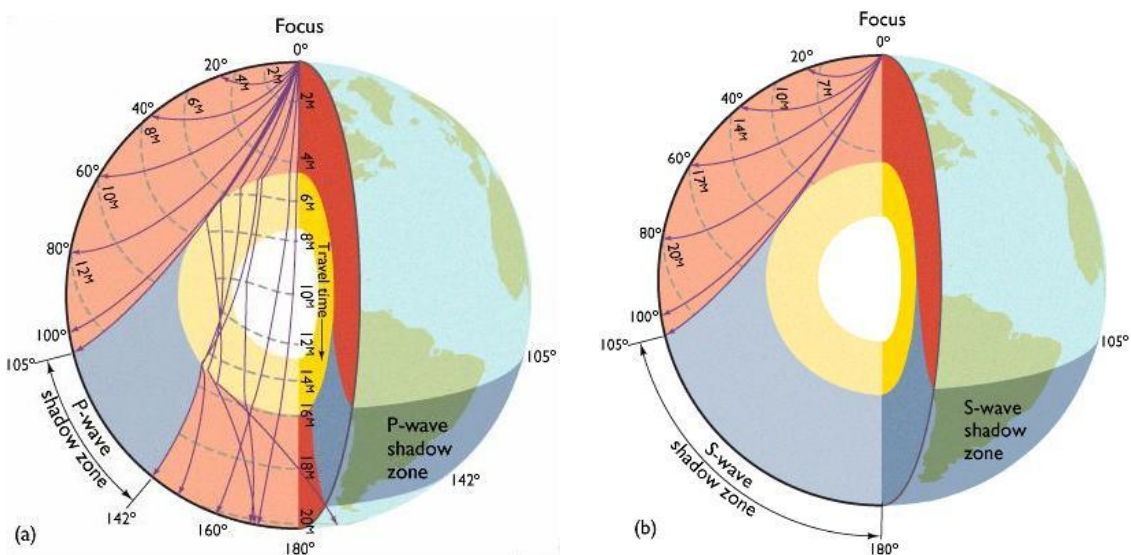 Focus
0°
20°
40°
60°
80°
100°
105°
P-wave
shadow zone
142°
160°
180°
2M
4M
6M
8M
10M
12M
2M
4M
6M
8M
10M
12M
14M
16M
18M
20M
Travel time
P-wave
shadow
zone
105°
142°
(a)
Focus
0°
20°
40°
60°
80°
100°
105°
S-wave
shadow zone
180°
7M
10M
14M
17M
20M
S-wave
shadow
zone
105°
142°
(b)